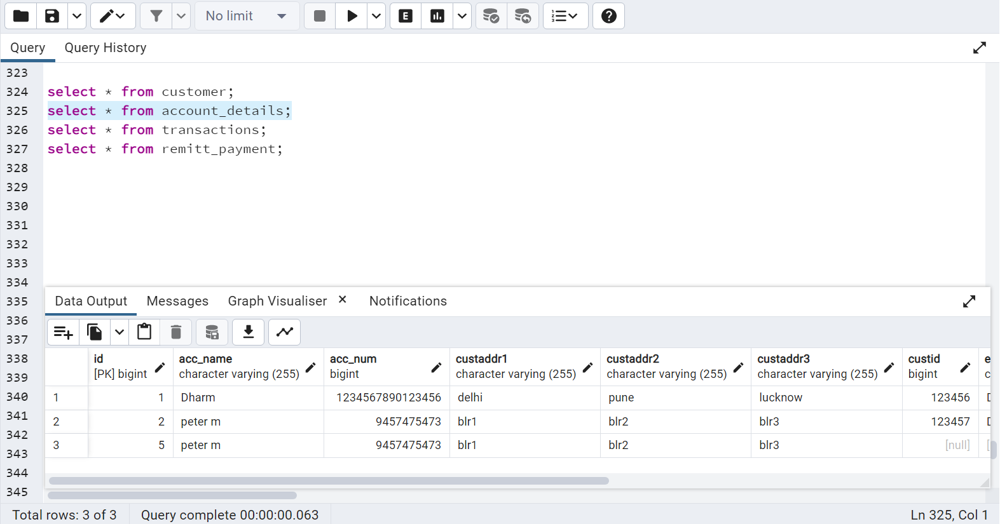 No limit
E
Query Query History
323
324 select * from customer;
325 select * from account_details;
326 select * from transactions;
327 select * from remitt_payment;
328
329
330
331
332
333
334
335
336
337
338
339
340
341
342
343
344
345
Data Output Messages Graph Visualiser × Notifications
id acc_name acc_num custaddr1 custaddr2 custaddr3 custid e
[PK] bigint character varying (255) bigint character varying (255) character varying (255) character varying (255) bigint c
1 1 Dharm 1234567890123456 delhi pune lucknow 123456
2 2 peter m 9457475473 blr1 blr2 blr3 123457
3 5 peter m 9457475473 blr1 blr2 blr3 [null] [
Total rows: 3 of 3 Query complete 00:00:00.063 Ln 325, Col 1